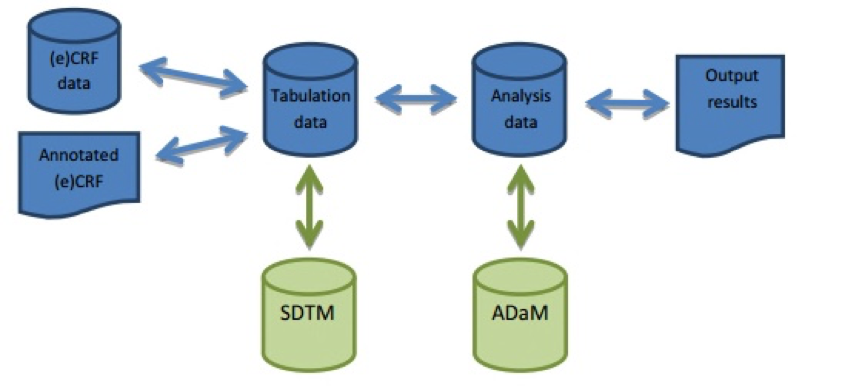 (e)CRF
data
Annotated
(e)CRF
Tabulation
data
Analysis
data
Output
results
SDTM
ADaM